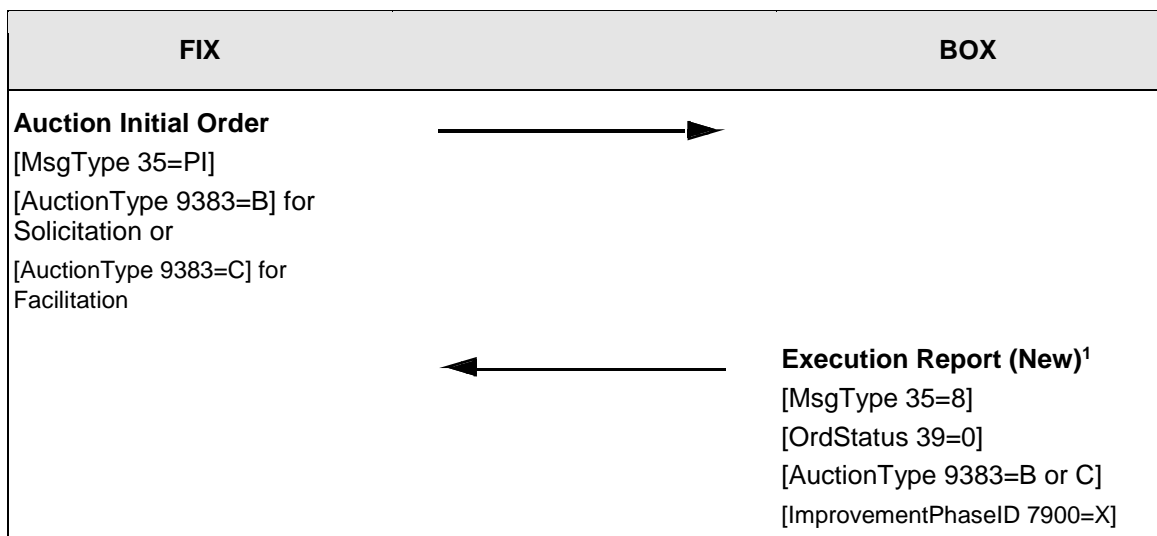 FIX
BOX
Auction Initial Order
[MsgType 35=PI]
[AuctionType 9383=B] for
Solicitation or
[AuctionType 9383=C] for
Facilitation
Execution Report (New)1
[MsgType 35=8]
[OrdStatus 39=0]
[AuctionType 9383=B or C]
[ImprovementPhaseID 7900=X]